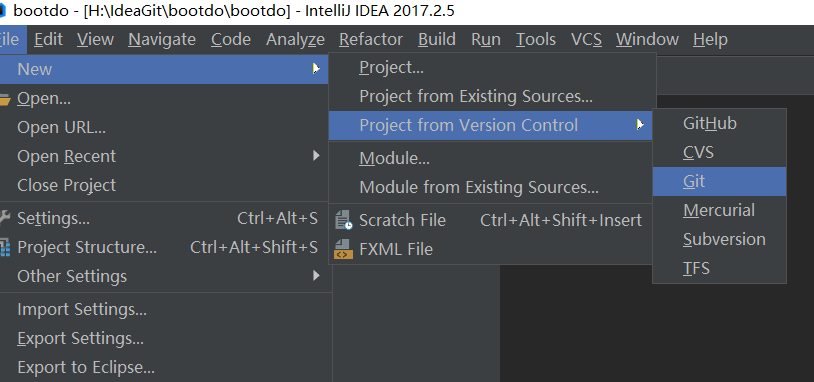 bootdo - [H:\IdeaGit\bootdo\bootdo] - IntelliJ IDEA 2017.2.5
File Edit View Navigate Code Analyze Refactor Build Run Tools VCS Window Help
New
Open...
Open URL...
Open Recent
Close Project
Settings... Ctrl+Alt+S
Project Structure... Ctrl+Alt+Shift+S
Other Settings
Import Settings...
Export Settings...
Export to Eclipse...
Project...
Project from Existing Sources...
Project from Version Control
Module...
Module from Existing Sources...
Scratch File Ctrl+Alt+Shift+Insert
FXML File
GitHub
CVS
Git
Mercurial
Subversion
TFS